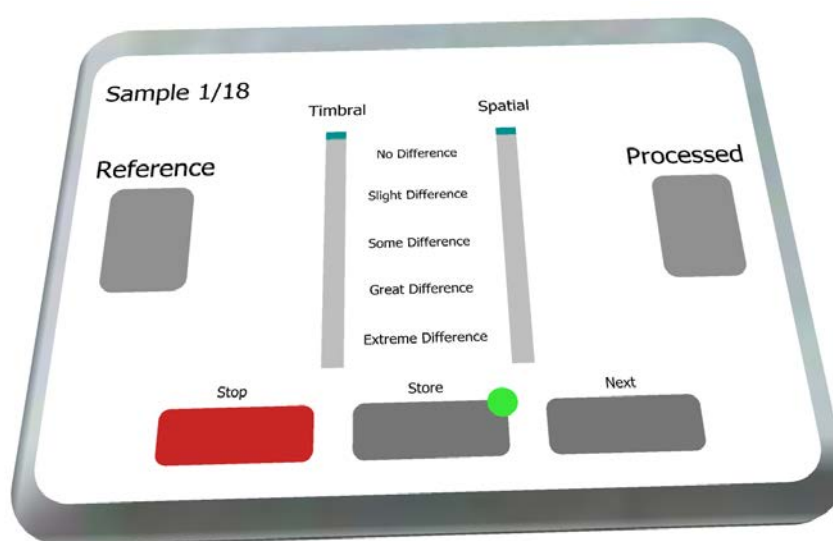 Sample 1/18
Timbral
Spatial
Reference
Processed
No Difference
Slight Difference
Some Difference
Great Difference
Extreme Difference
Stop
Store
Next